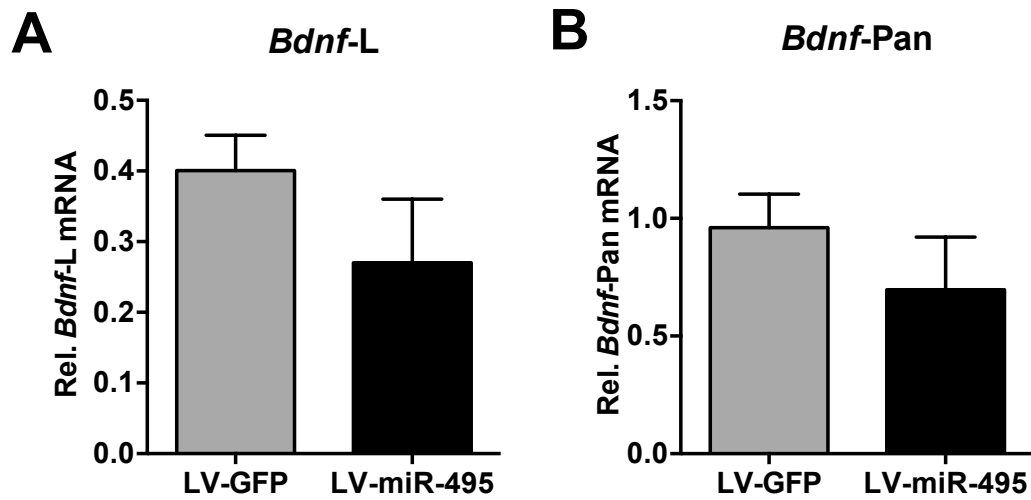 A
Bdnf-L
Rel. Bdnf-L mRNA
0.5
0.4
0.3
0.2
0.1
0.0
LV-GFP LV-miR-495
B
Bdnf-Pan
Rel. Bdnf-Pan mRNA
1.5
1.0
0.5
0.0
LV-GFP LV-miR-495